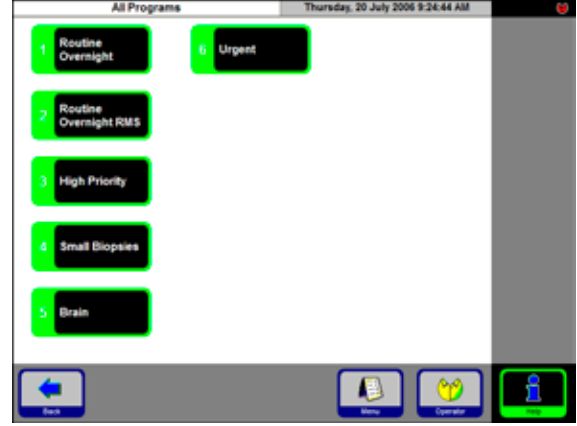 All Programs
Thursday, 20 July 2006 9:24:44 AM
1 Routine
Overnight
6 Urgent
2 Routine
Overnight RMS
3 High Priority
4 Small Biopsies
5 Brain
Back
Menu
Operator
Help